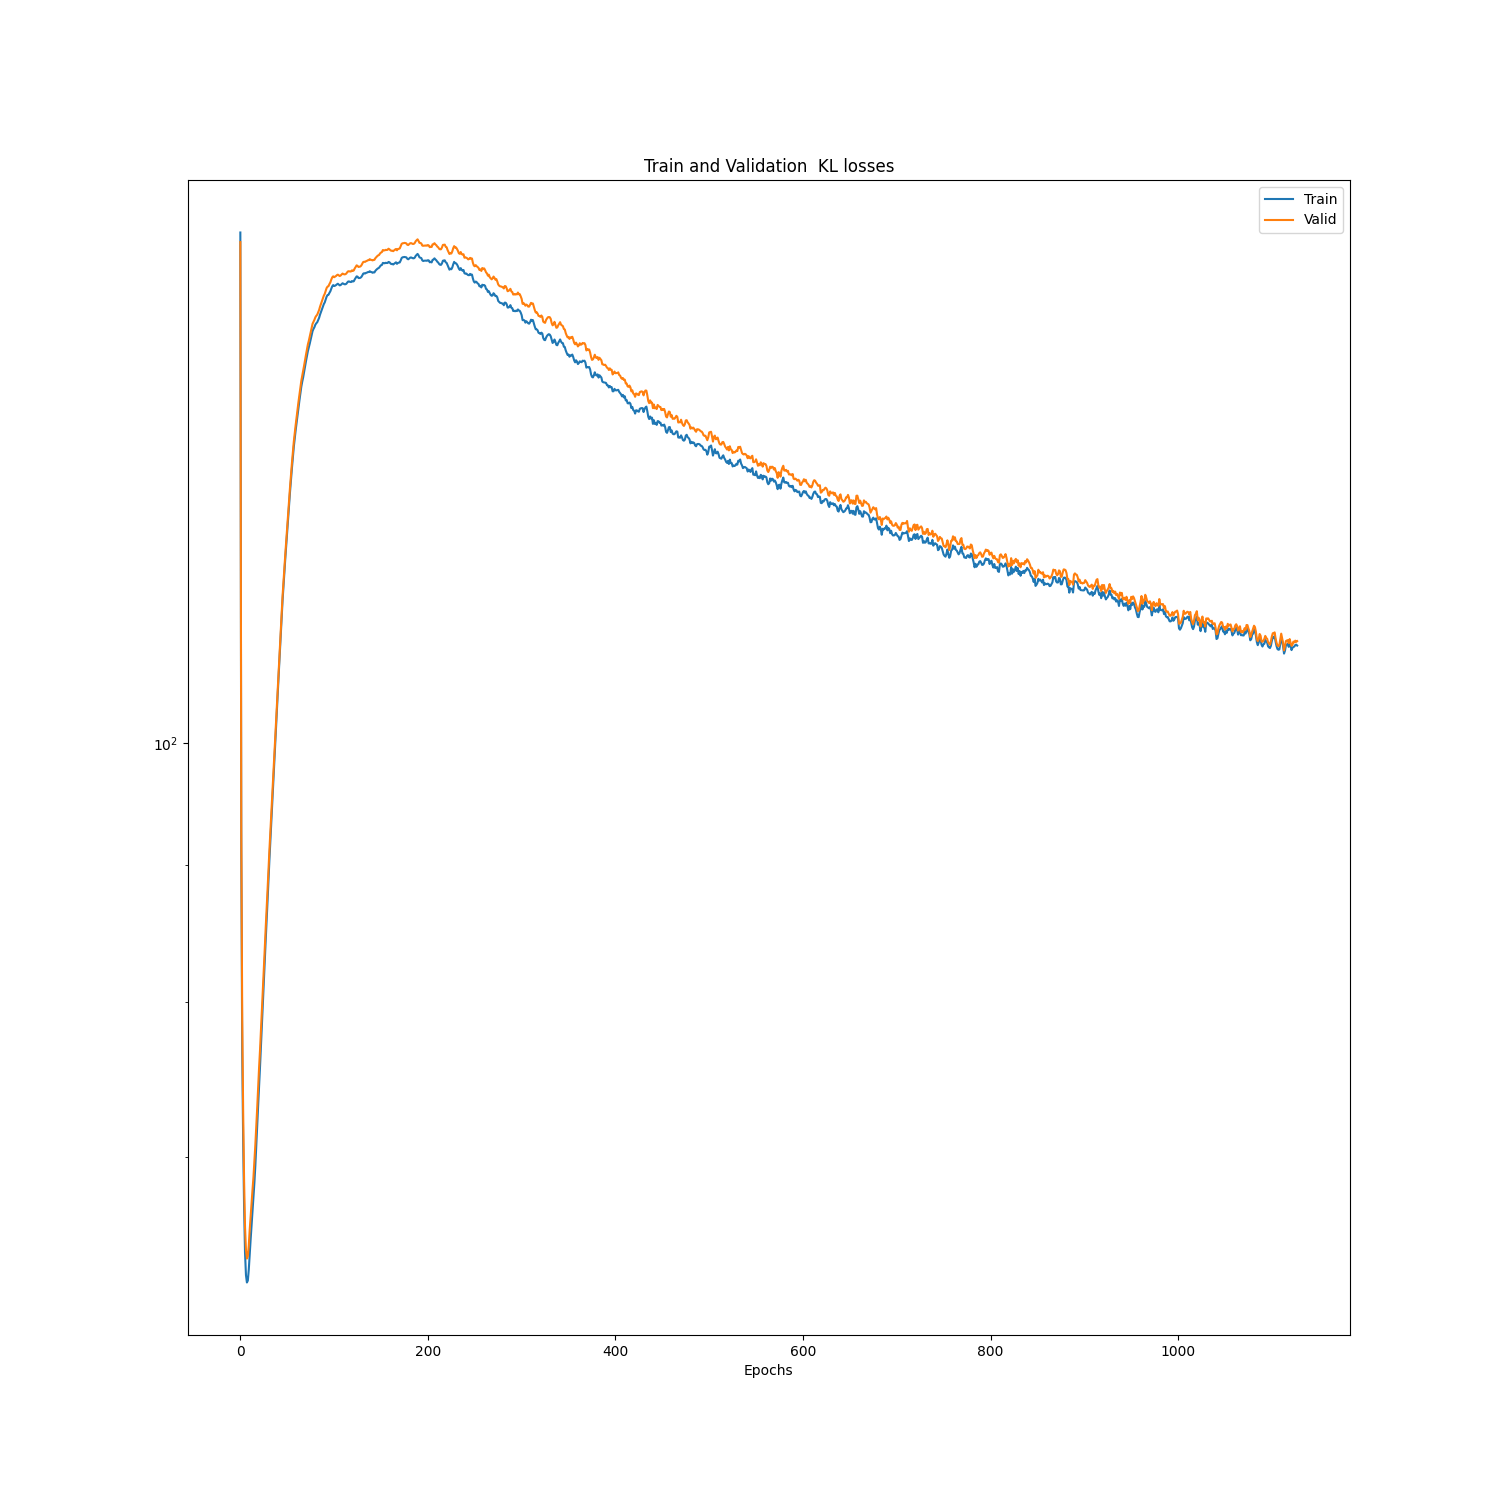 Train and Validation  KL losses
Train
Valid
10²
0 200 400 600 800 1000
Epochs